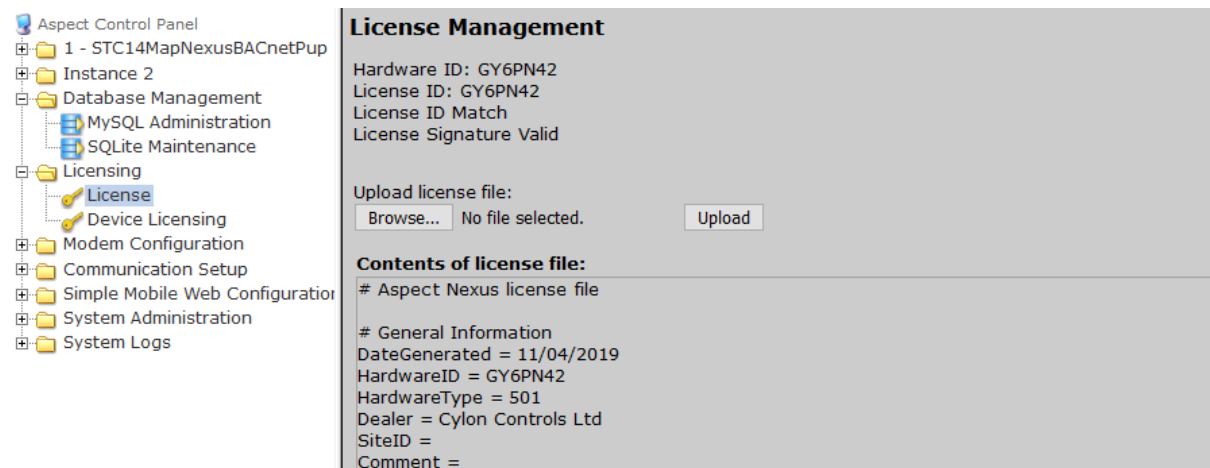 Aspect Control Panel
1 - STC14MapNexusBACnetPup
Instance 2
Database Management
MySQL Administration
SQLite Maintenance
Licensing
License
Device Licensing
Modem Configuration
Communication Setup
Simple Mobile Web Configuration
System Administration
System Logs
License Management
Hardware ID: GY6PN42
License ID: GY6PN42
License ID Match
License Signature Valid
Upload license file:
Browse... No file selected. Upload
Contents of license file:
# Aspect Nexus license file
# General Information
DateGenerated = 11/04/2019
HardwareID = GY6PN42
HardwareType = 501
Dealer = Cylon Controls Ltd
SiteID =
Comment =